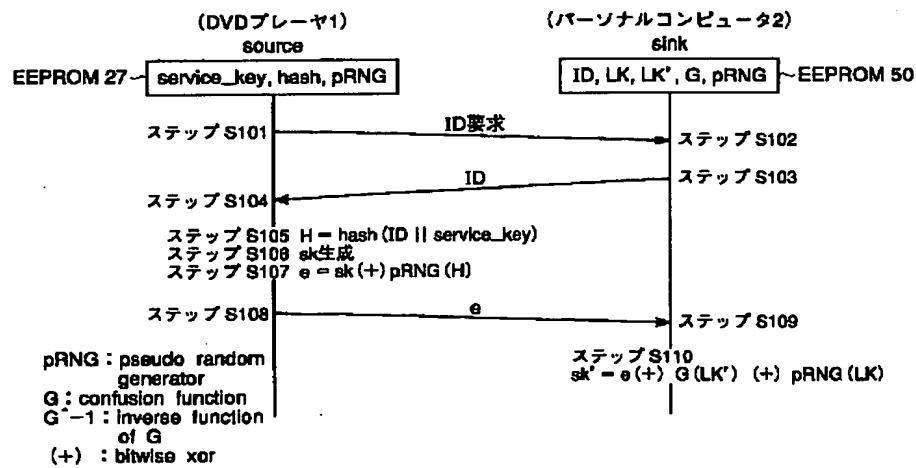 (DVDプレーヤ1)
source
(パーソナルコンピュータ2)
sink
EEPROM 27
service_key, hash, pRNG
ID, LK, LK', G, pRNG
EEPROM 50
ステップ S101
ID要求
ステップ S102
ID
ステップ S103
ステップ S104
ステップ S105 H = hash (ID || service_key)
ステップ S106 sk生成
ステップ S107 e = sk (+) pRNG (H)
ステップ S108
e
ステップ S109
ステップ S110
sk' = e (+) G (LK') (+) pRNG (LK)
pRNG : pseudo random
generator
G : confusion function
G^-1 : inverse function
of G
(+) : bitwise xor